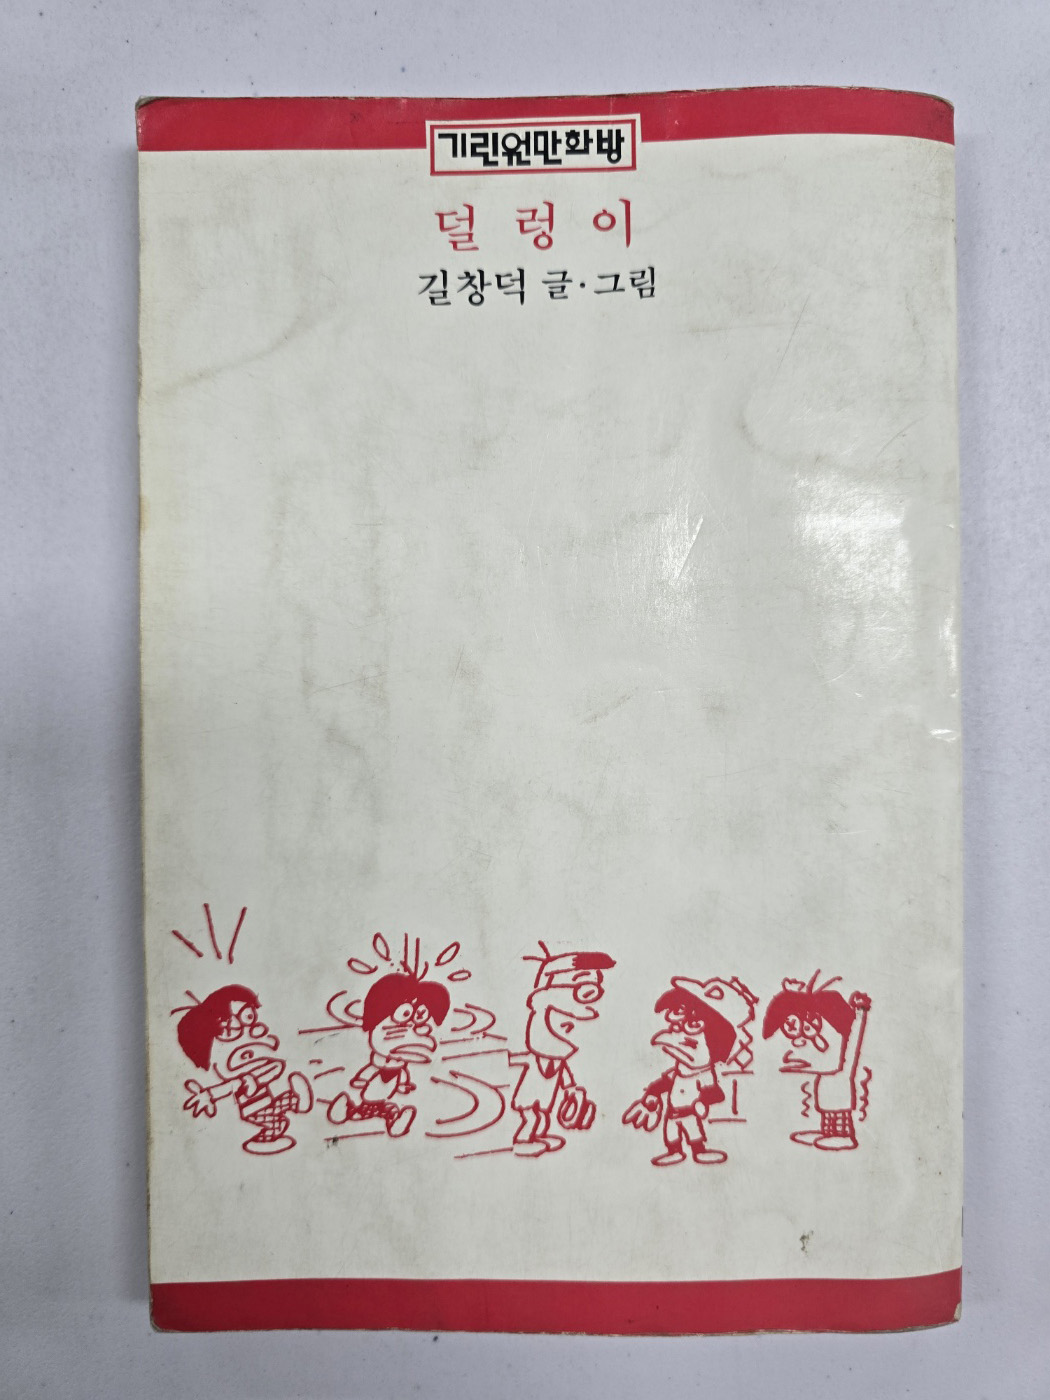 기린원만화방
덜렁이
길창덕 글·그림